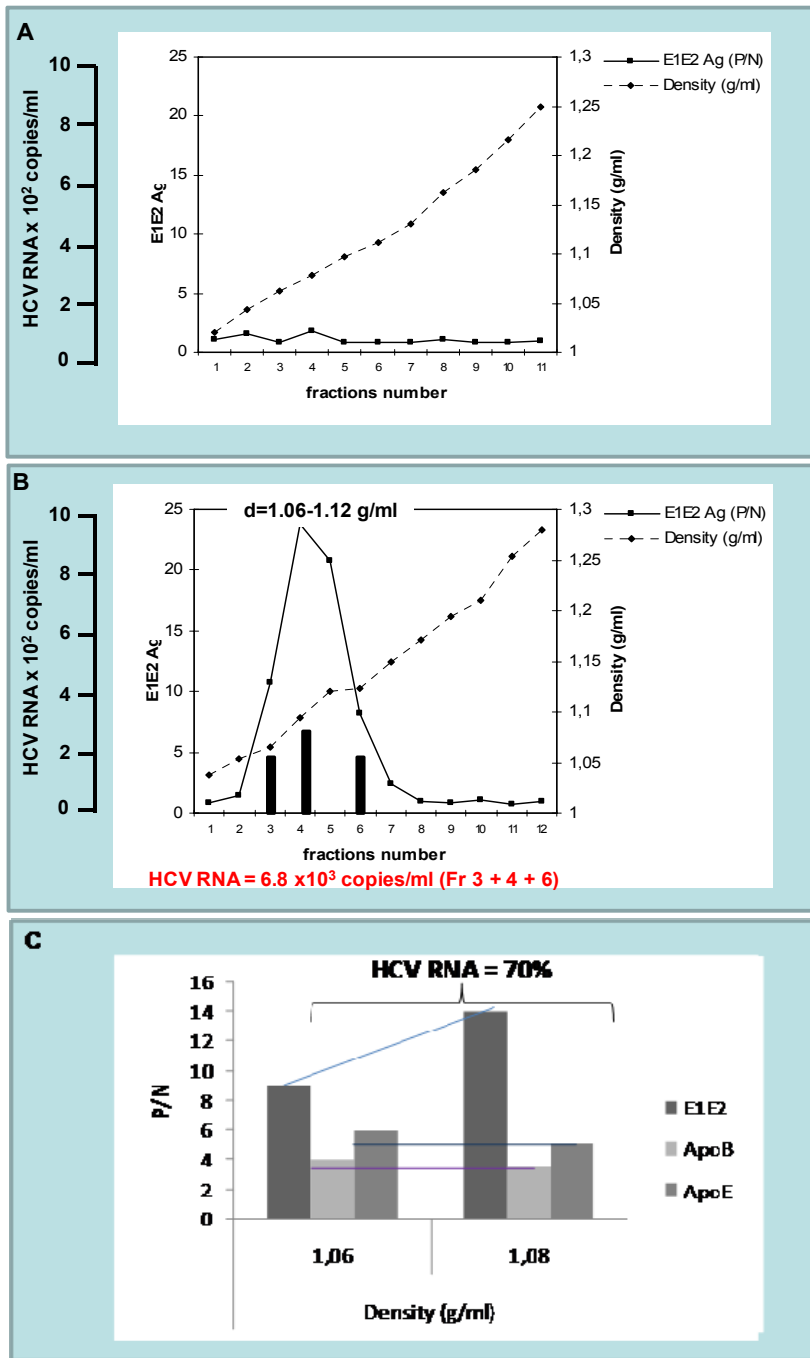 A
HCV RNA x 10² copies/ml
10
8
6
4
2
0
E1E2 Ag
25
20
15
10
5
0
1 2 3 4 5 6 7 8 9 10 11
fractions number
1,3
1,25
1,2
1,15
1,1
1,05
1
Density (g/ml)
E1E2 Ag (P/N)
Density (g/ml)
B
HCV RNA x 10² copies/ml
10
8
6
4
2
0
d=1.06-1.12 g/ml
E1E2 Ag
25
20
15
10
5
0
1 2 3 4 5 6 7 8 9 10 11 12
fractions number
1,3
1,25
1,2
1,15
1,1
1,05
1
Density (g/ml)
E1E2 Ag (P/N)
Density (g/ml)
HCV RNA = 6.8 x10³ copies/ml (Fr 3 + 4 + 6)
C
HCV RNA = 70%
P/N
16
14
12
10
8
6
4
2
0
1,06 1,08
Density (g/ml)
E1E2
ApoB
ApoE